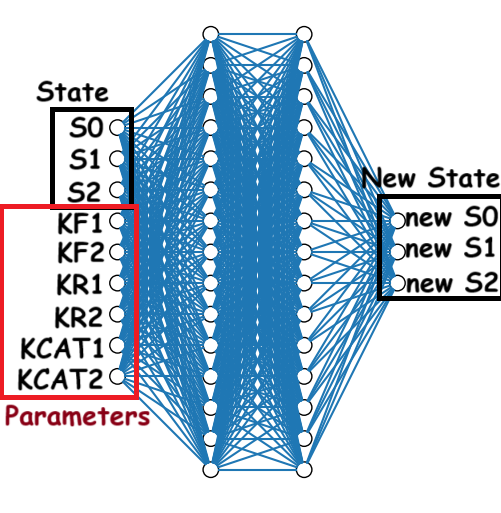 State
S0
S1
S2
KF1
KF2
KR1
KR2
KCAT1
KCAT2
Parameters
New State
new S0
new S1
new S2